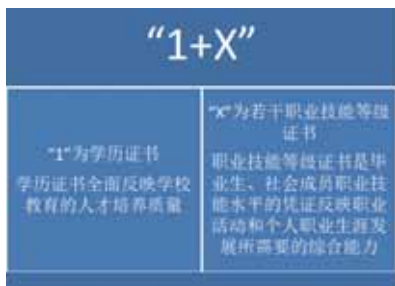 “1+X”
“1”为学历证书
学历证书全面反映学校
教育的人才培养质量
“X”为若干职业技能等级
证书
职业技能等级证书是毕
业生、社会成员职业技
能水平的凭证反映职业
活动和个人职业生涯发
展所需要的综合能力